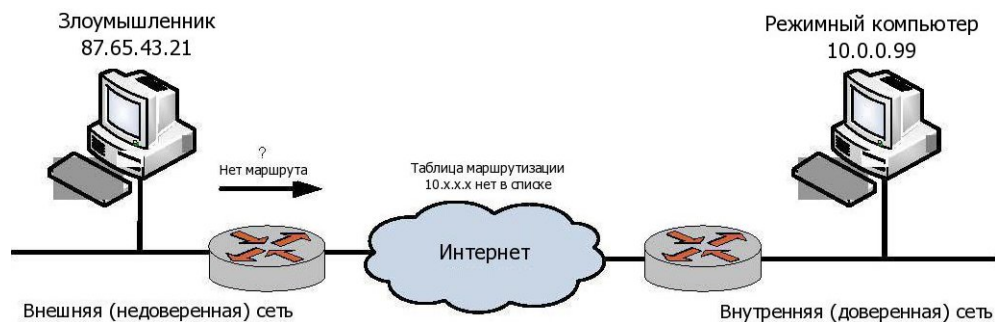 Злоумышленник
87.65.43.21
Режимный компьютер
10.0.0.99
?
Нет маршрута
Таблица маршрутизации
10.x.x.x нет в списке
Интернет
Внешняя (недоверенная) сеть
Внутренняя (доверенная) сеть